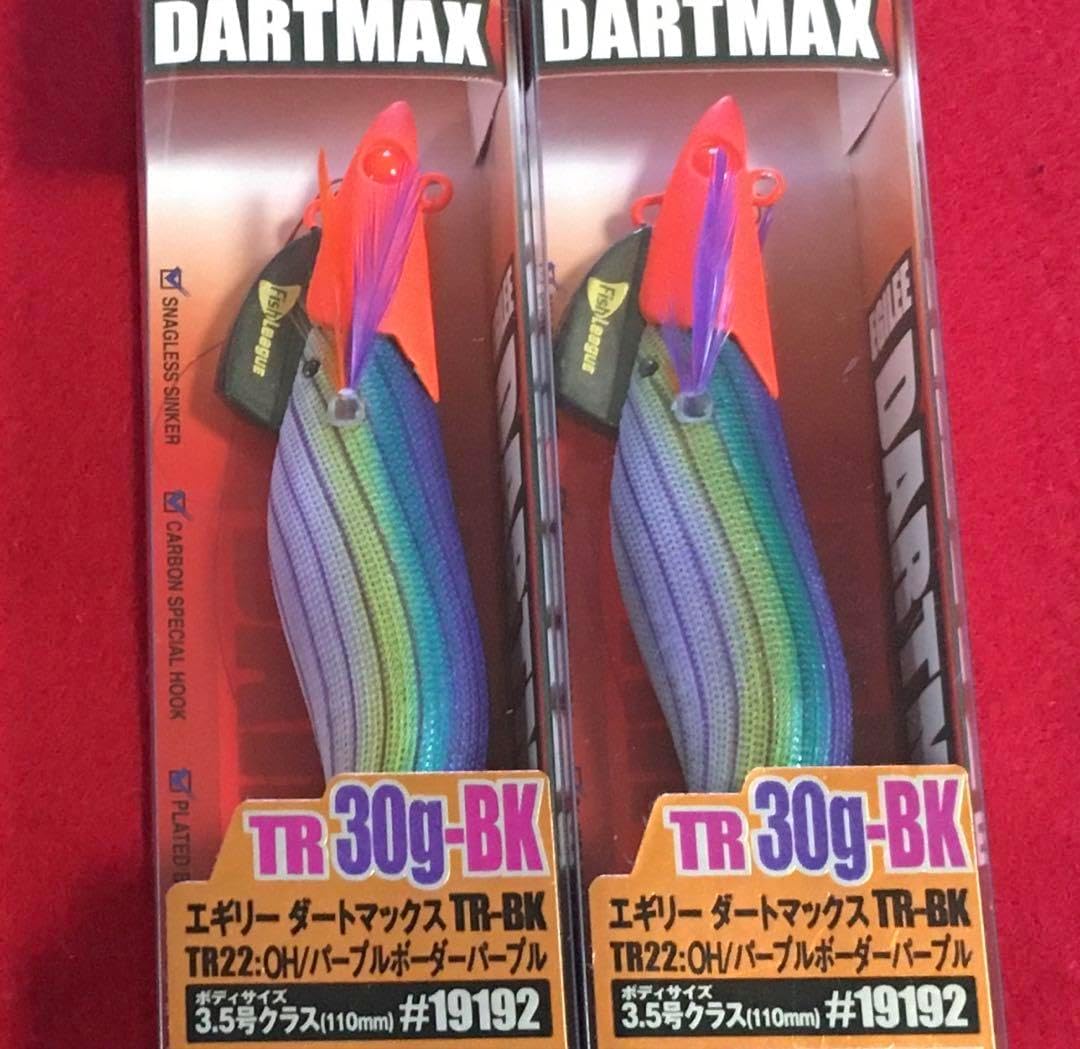 DARTMAX
FishLeague
SNAGLESS SINKER
CARBON SPECIAL HOOK
TR 30g-BK
エギリー ダートマックス TR-BK
TR22:OH/パープルボーダーパープル
ボディサイズ
3.5号クラス(110mm) #19192
DARTMAX
FishLeague
EGILEE
TR 30g-BK
エギリー ダートマックス TR-BK
TR22:OH/パープルボーダーパープル
ボディサイズ
3.5号クラス(110mm) #19192